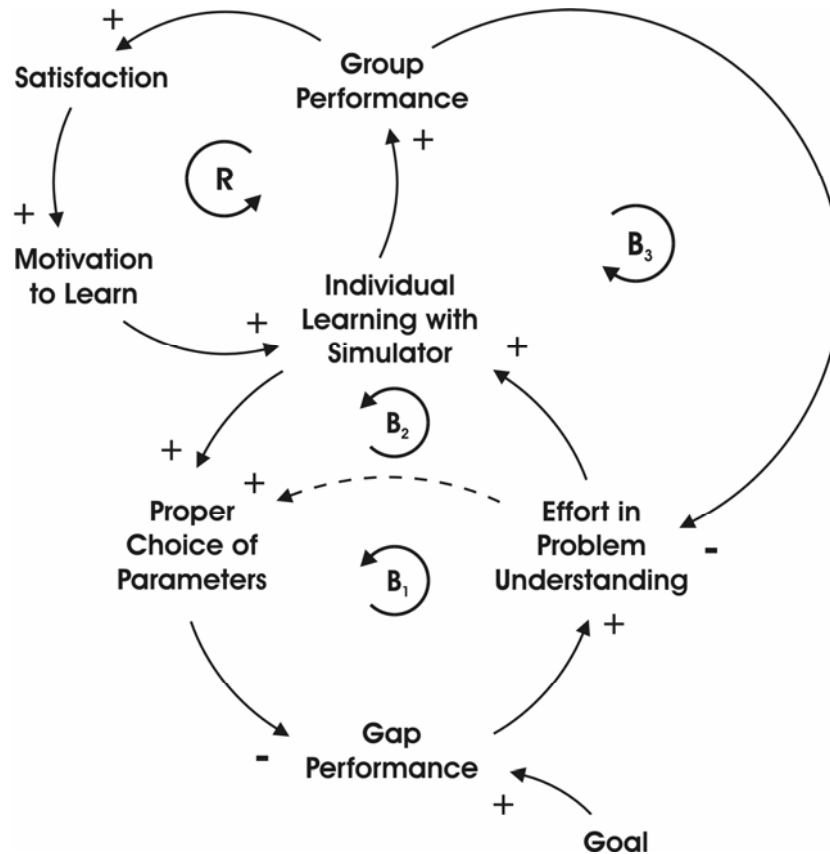 +
Satisfaction
Group
Performance
+
R
+
B3
Motivation
to Learn
Individual
Learning with
Simulator
+
+
B2
+
+
Proper
Choice of
Parameters
Effort in
Problem
Understanding
-
B1
+
Gap
Performance
-
+
Goal